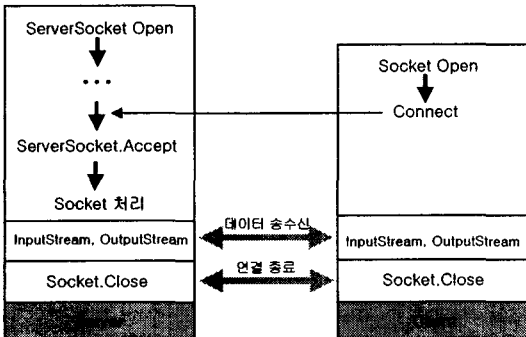 ServerSocket Open
...
ServerSocket.Accept
Socket 처리
InputStream, OutputStream
Socket.Close
Socket Open
Connect
데이터 송수신
연결 종료
InputStream, OutputStream
Socket.Close